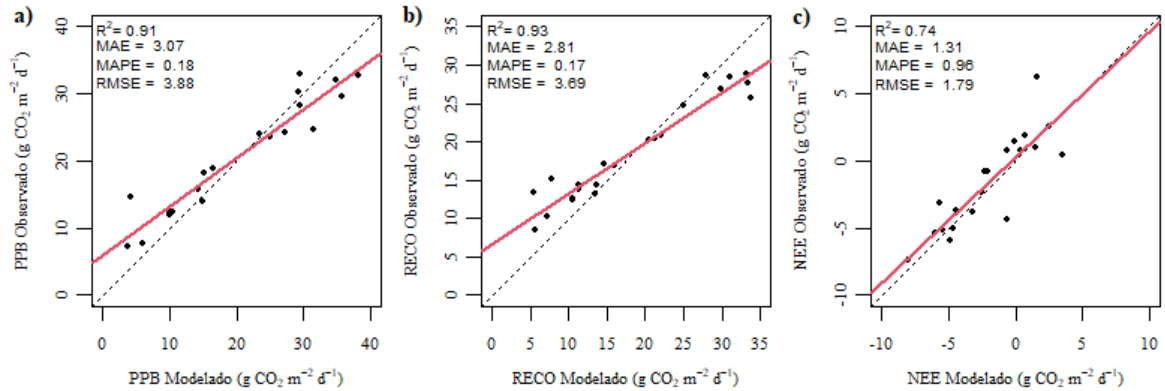 a)
R²= 0.91
MAE = 3.07
MAPE = 0.18
RMSE = 3.88
40
30
20
10
0
PPB Observado (g CO₂ m⁻² d⁻¹)
0 10 20 30 40
PPB Modelado (g CO₂ m⁻² d⁻¹)
b)
R²= 0.93
MAE = 2.81
MAPE = 0.17
RMSE = 3.69
35
30
25
20
15
10
5
0
RECO Observado (g CO₂ m⁻² d⁻¹)
0 5 10 15 20 25 30 35
RECO Modelado (g CO₂ m⁻² d⁻¹)
c)
R²= 0.74
MAE = 1.31
MAPE = 0.96
RMSE = 1.79
10
5
0
-5
-10
NEE Observado (g CO₂ m⁻² d⁻¹)
-10 -5 0 5 10
NEE Modelado (g CO₂ m⁻² d⁻¹)